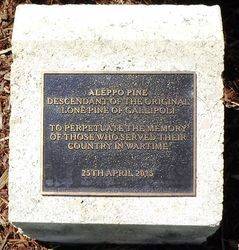 ALEPPO PINE
DESCENDANT OF THE ORIGINAL
LONE PINE OF GALLIPOLI
TO PERPETUATE THE MEMORY
OF THOSE WHO SERVED THEIR
COUNTRY IN WARTIME
25TH APRIL 2015